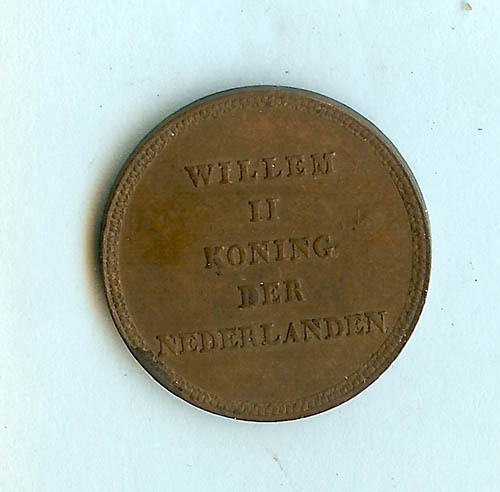 WILLEM
II
KONING
DER
NEDERLANDEN